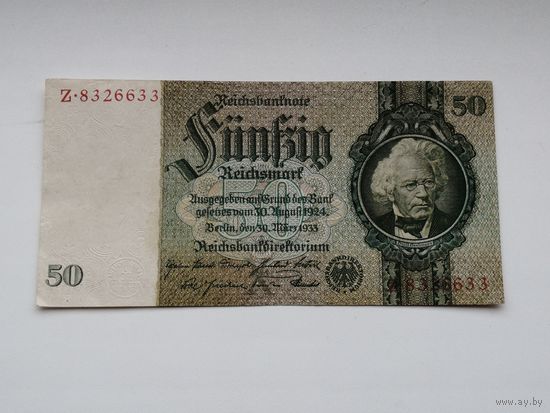 Z·8326633
Reichsbanknote
50
Fünfzig
Reichsmark
Ausgegeben auf Grund des Bank
gesetzes vom 30. August 1924
Berlin, den 30. März 1933
Reichsbankdirektorium
50
Z·8326633
www.ay.by